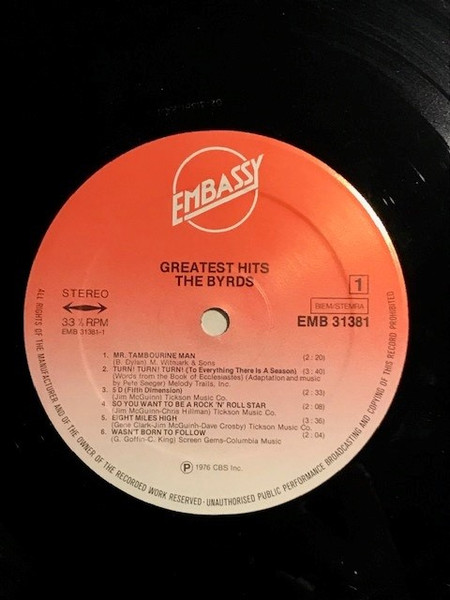 EMBASSY
GREATEST HITS
THE BYRDS
STEREO
33 ⅓ RPM
EMB 31381-1
1
BIEM/STEMRA
EMB 31381
1. MR. TAMBOURINE MAN (2:20)
(B. Dylan) M. Witmark & Sons
2. TURN! TURN! TURN! (To Everything There Is A Season) (3:40)
(Words from the Book of Ecclesiastes) (Adaptation and music
by Pete Seeger) Melody Trails, Inc.
3. 5 D (Fifth Dimension) (2:33)
(Jim McGuinn) Tickson Music Co.
4. SO YOU WANT TO BE A ROCK 'N' ROLL STAR (2:08)
(Jim McGuinn-Chris Hillman) Tickson Music Co.
5. EIGHT MILES HIGH (3:36)
(Gene Clark-Jim McGuinn-Dave Crosby) Tickson Music Co.
6. WASN'T BORN TO FOLLOW (2:04)
(G. Goffin-C. King) Screen Gems-Columbia Music
℗ 1976 CBS Inc.
ALL RIGHTS OF THE MANUFACTURER AND OF THE OWNER OF THE RECORDED WORK RESERVED · UNAUTHORISED PUBLIC PERFORMANCE BROADCASTING AND COPYING OF THIS RECORD PROHIBITED